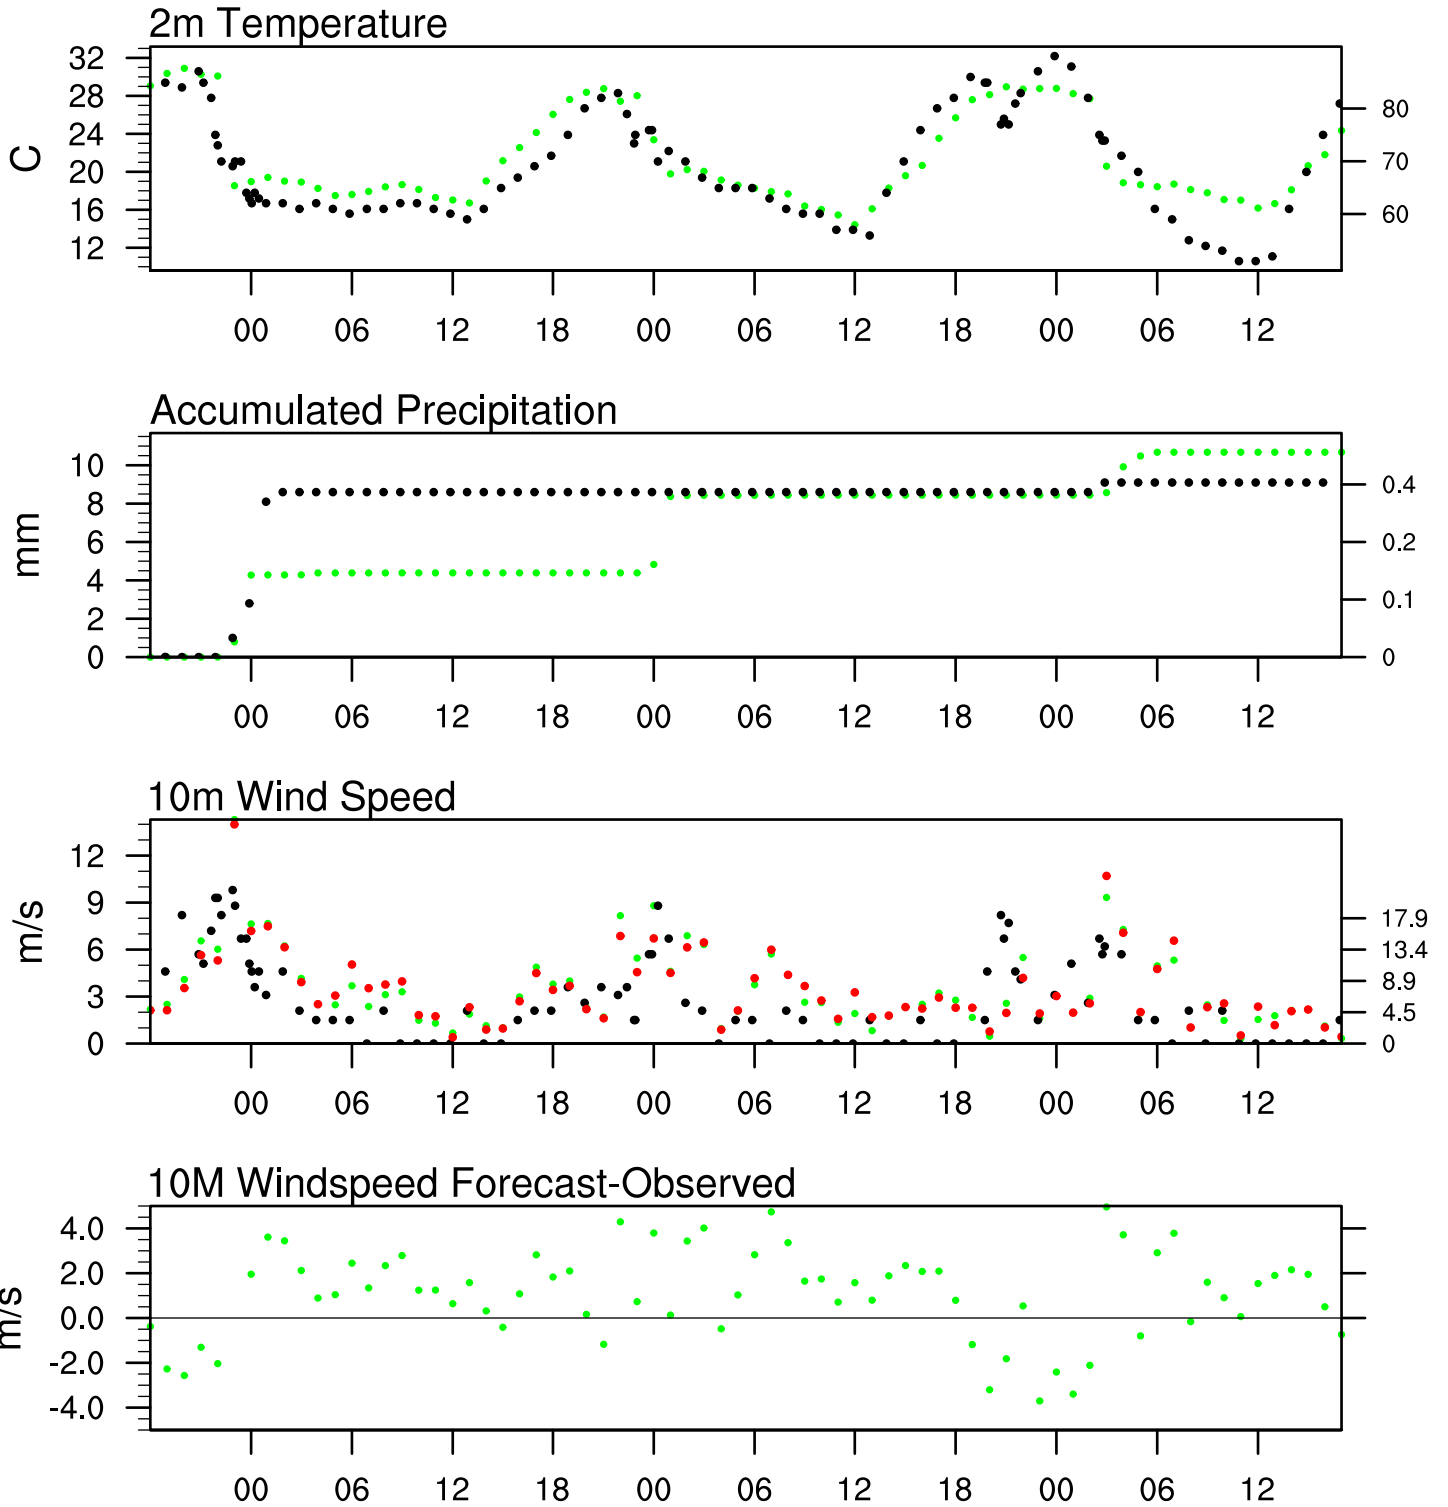 2m Temperature
32
28
24
20
16
12
C
80
70
60
00 06 12 18 00 06 12 18 00 06 12
Accumulated Precipitation
10
8
6
4
2
0
mm
0.4
0.2
0.1
0
00 06 12 18 00 06 12 18 00 06 12
10m Wind Speed
12
9
6
3
0
m/s
17.9
13.4
8.9
4.5
0
00 06 12 18 00 06 12 18 00 06 12
10M Windspeed Forecast-Observed
4.0
2.0
0.0
-2.0
-4.0
m/s
00 06 12 18 00 06 12 18 00 06 12